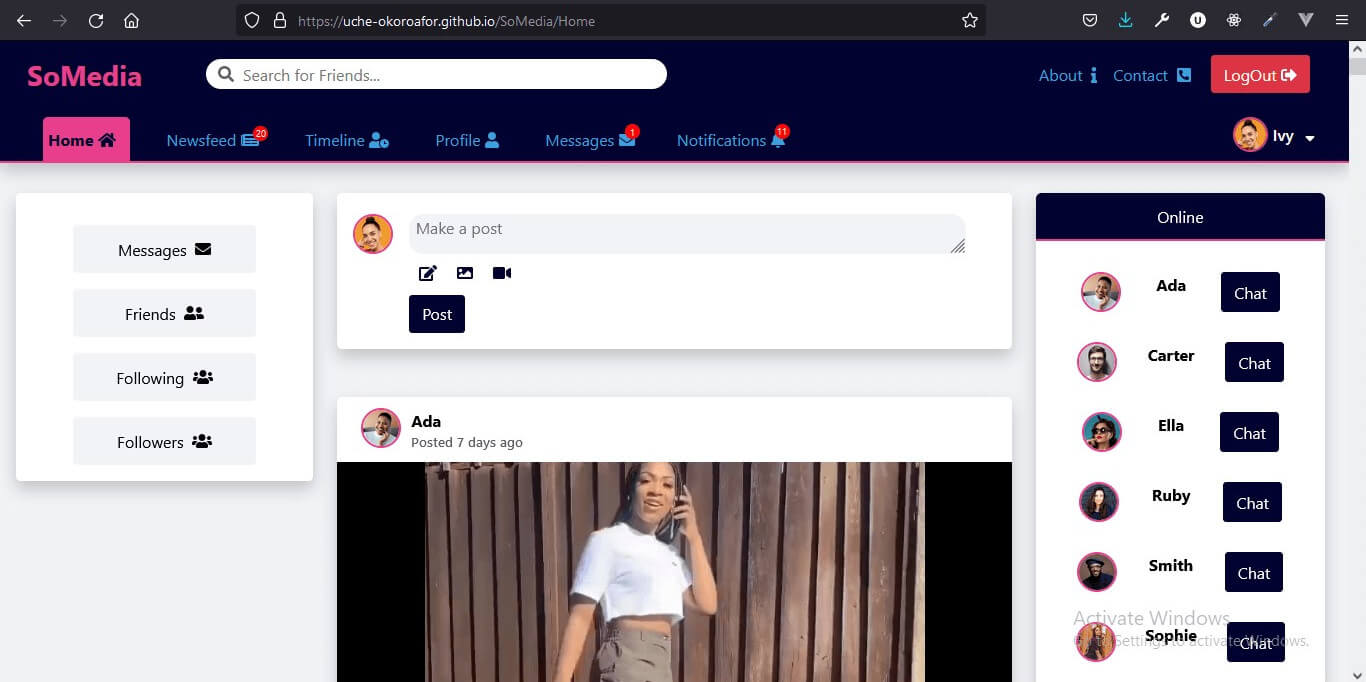 https://uche-okoroafor.github.io/SoMedia/Home
SoMedia
Search for Friends...
About
Contact
LogOut
Home
Newsfeed 20
Timeline
Profile
Messages 1
Notifications 11
Ivy
Messages
Friends
Following
Followers
Make a post
Post
Ada
Posted 7 days ago
Online
Ada Chat
Carter Chat
Ella Chat
Ruby Chat
Smith Chat
Activate Windows
Sophie Chat
Settings to activate Windows.